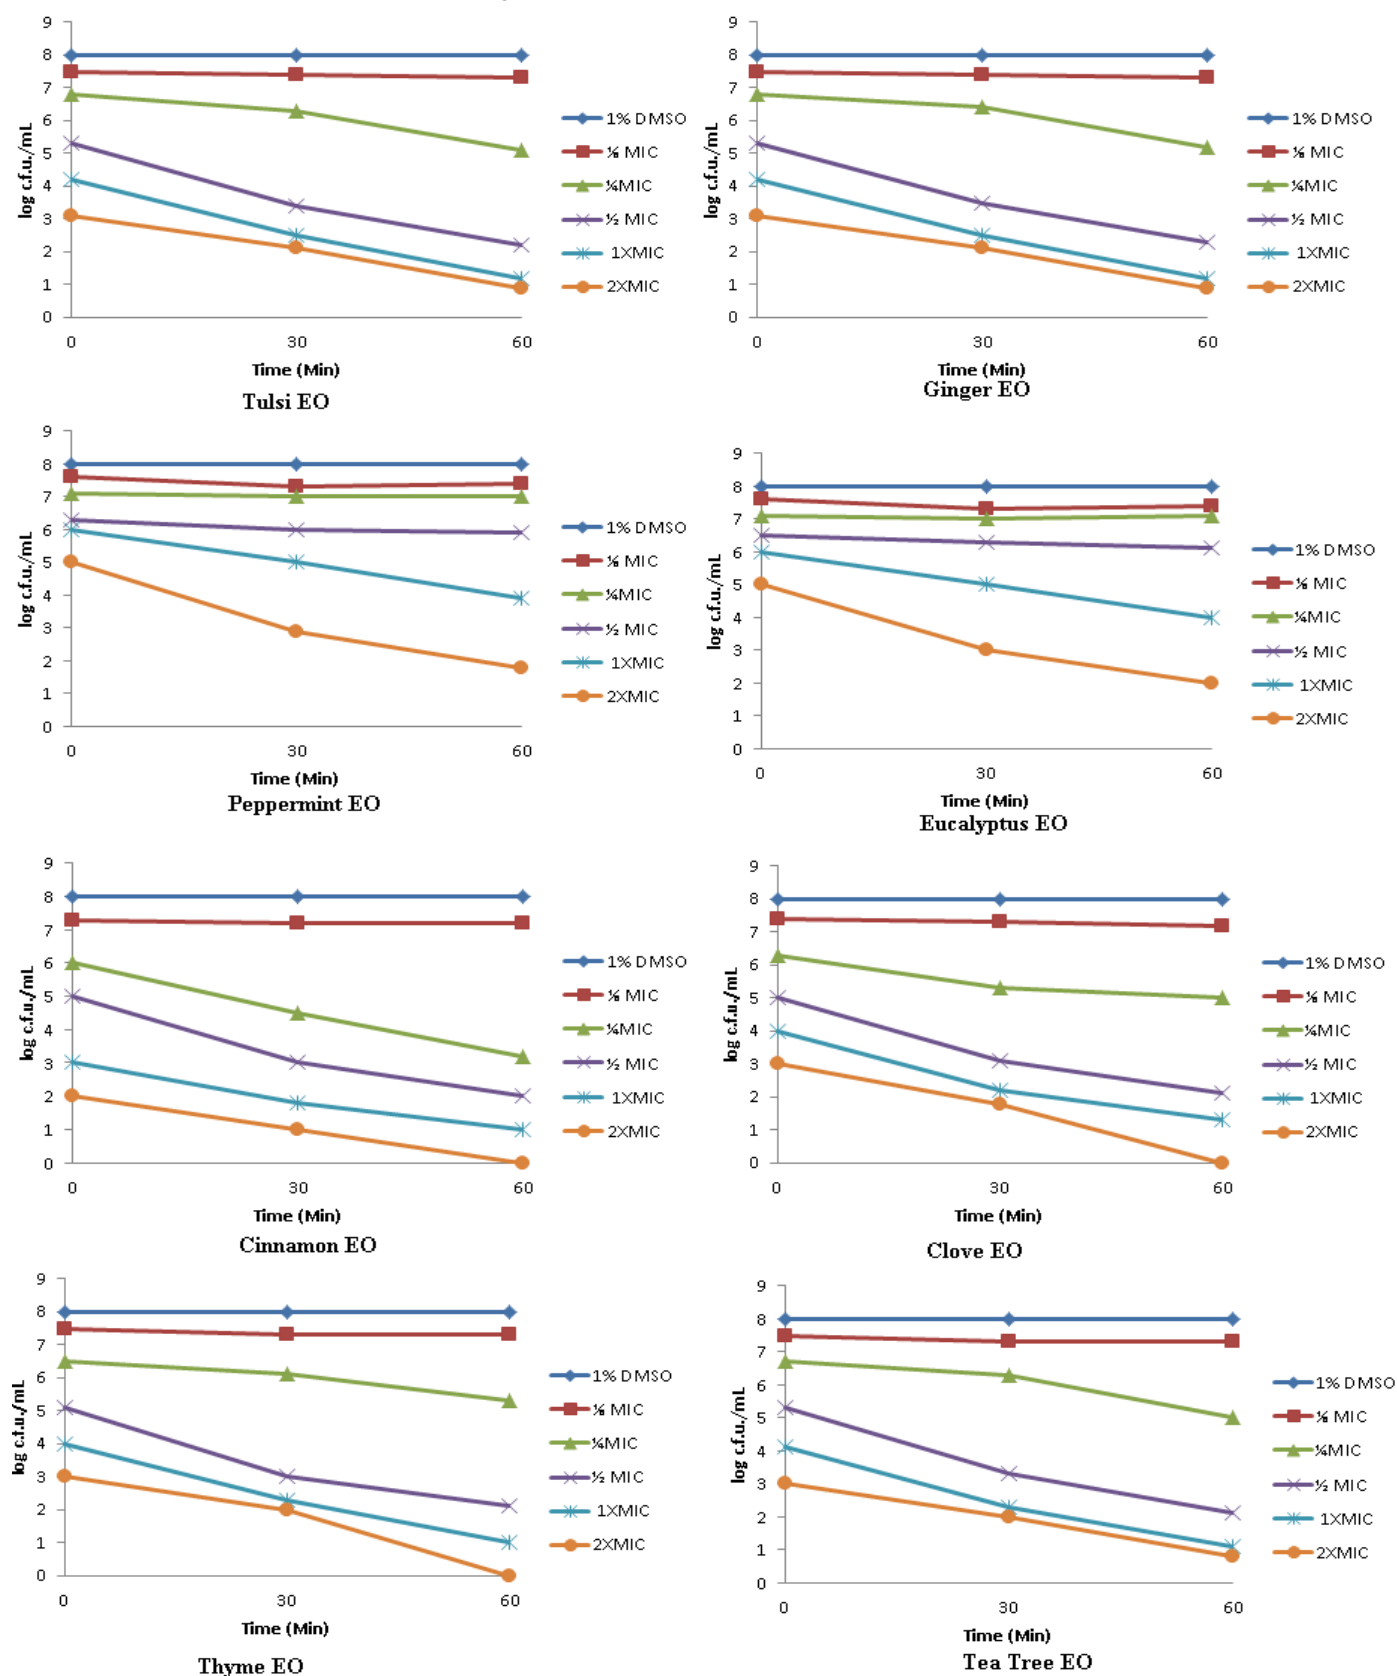 log c.f.u./mL
9
8
7
6
5
4
3
2
1
0
0 30 60
Time (Min)
1% DMSO
⅛ MIC
¼MIC
½ MIC
1XMIC
2XMIC
Tulsi EO
log c.f.u./mL
9
8
7
6
5
4
3
2
1
0
0 30 60
Time (Min)
1% DMSO
⅛ MIC
¼MIC
½ MIC
1XMIC
2XMIC
Ginger EO
log c.f.u./mL
9
8
7
6
5
4
3
2
1
0
0 30 60
Time (Min)
1% DMSO
⅛ MIC
¼MIC
½ MIC
1XMIC
2XMIC
Peppermint EO
log c.f.u./mL
9
8
7
6
5
4
3
2
1
0
0 30 60
Time (Min)
1% DMSO
⅛ MIC
¼MIC
½ MIC
1XMIC
2XMIC
Eucalyptus EO
log c.f.u./mL
9
8
7
6
5
4
3
2
1
0
0 30 60
Time (Min)
1% DMSO
⅛ MIC
¼MIC
½ MIC
1XMIC
2XMIC
Cinnamon EO
log c.f.u./mL
9
8
7
6
5
4
3
2
1
0
0 30 60
Time (Min)
1% DMSO
⅛ MIC
¼MIC
½ MIC
1XMIC
2XMIC
Clove EO
log c.f.u./mL
9
8
7
6
5
4
3
2
1
0
0 30 60
Time (Min)
1% DMSO
⅛ MIC
¼MIC
½ MIC
1XMIC
2XMIC
Thyme EO
log c.f.u./mL
9
8
7
6
5
4
3
2
1
0
0 30 60
Time (Min)
1% DMSO
⅛ MIC
¼MIC
½ MIC
1XMIC
2XMIC
Tea Tree EO